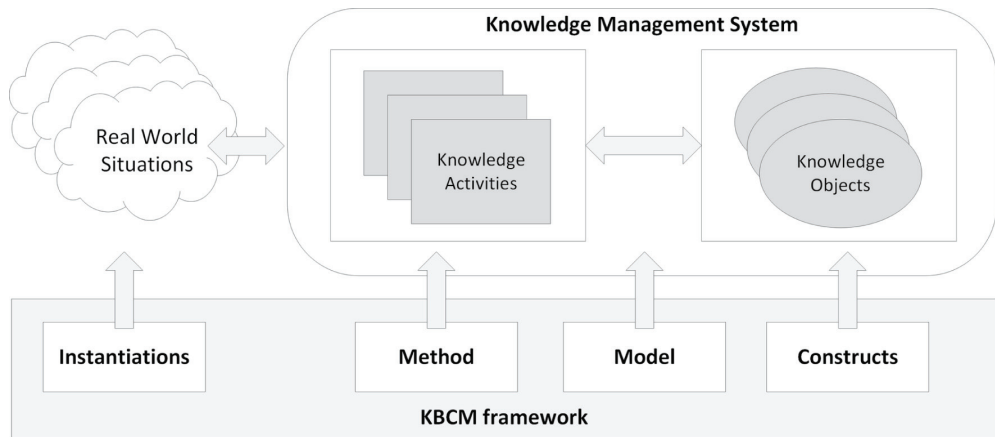 Knowledge Management System
Real World
Situations
Knowledge
Activities
Knowledge
Objects
Instantiations
Method
Model
Constructs
KBCM framework